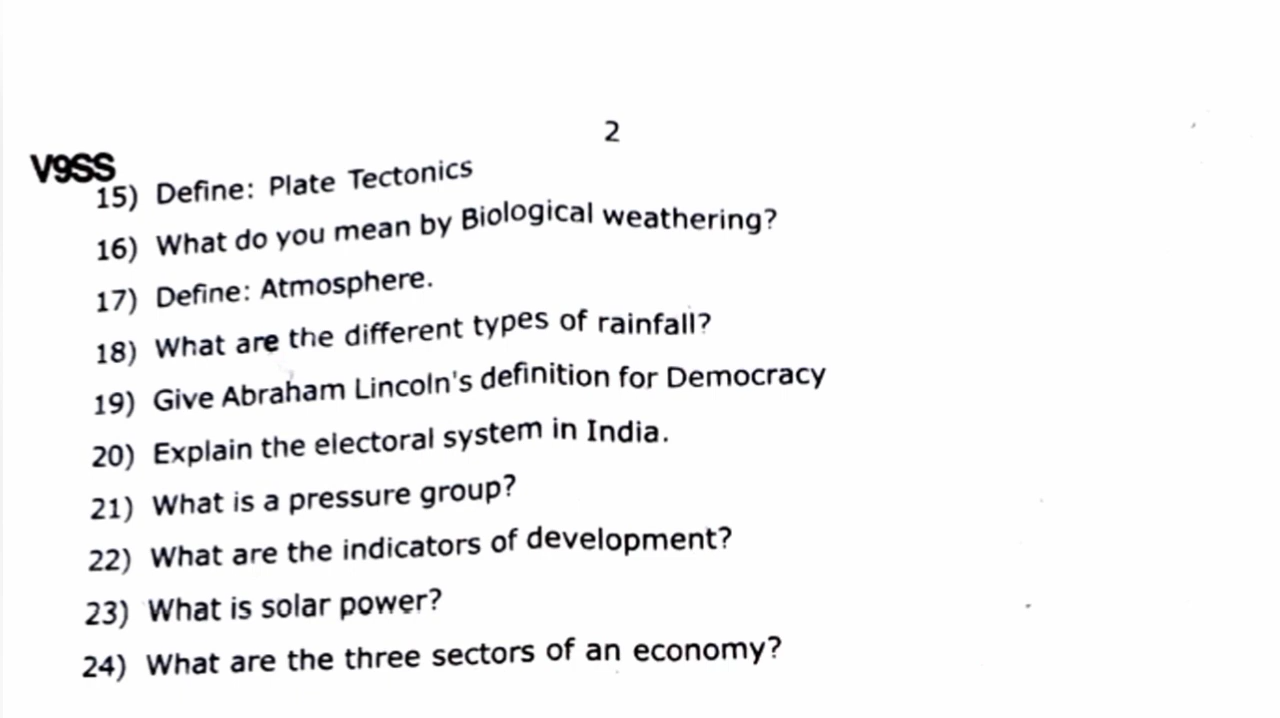 2
V9SS
15) Define: Plate Tectonics
16) What do you mean by Biological weathering?
17) Define: Atmosphere.
18) What are the different types of rainfall?
19) Give Abraham Lincoln's definition for Democracy
20) Explain the electoral system in India.
21) What is a pressure group?
22) What are the indicators of development?
23) What is solar power?
24) What are the three sectors of an economy?